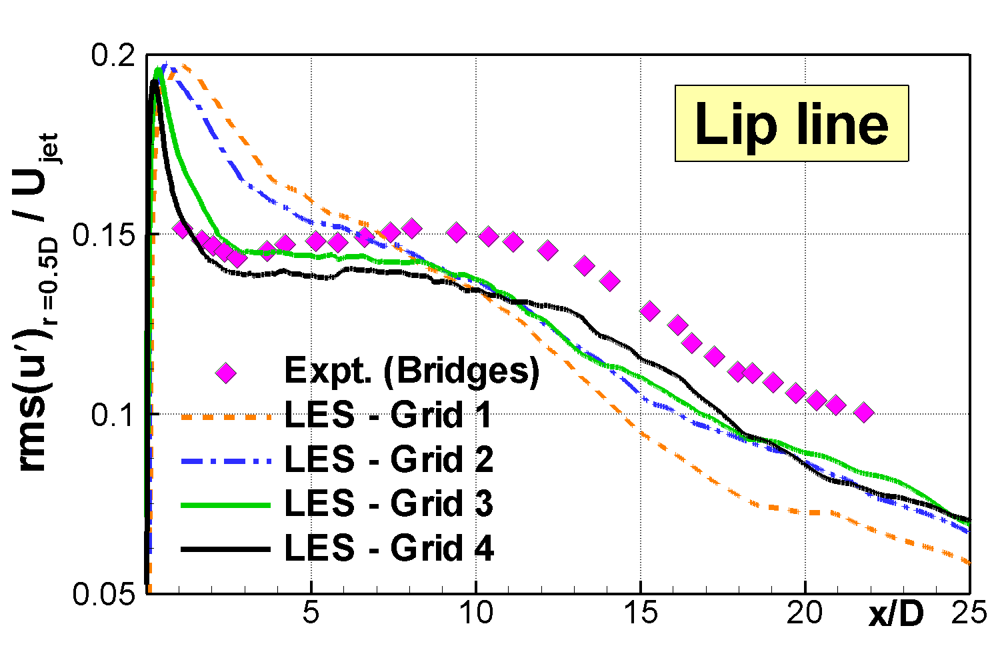 0.2
0.15
0.1
0.05
rms(u′)r=0.5D / Ujet
Lip line
Expt. (Bridges)
LES - Grid 1
LES - Grid 2
LES - Grid 3
LES - Grid 4
5 10 15 20 x/D 25